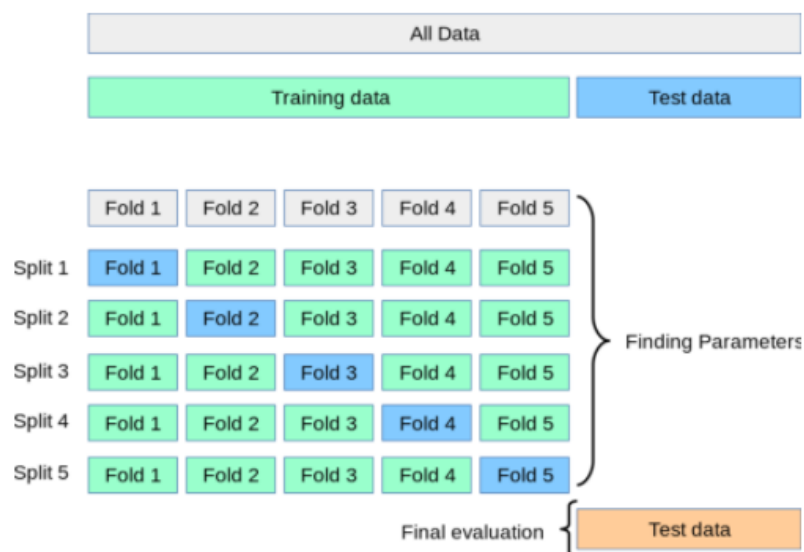 All Data
Training data Test data
Fold 1 Fold 2 Fold 3 Fold 4 Fold 5
Split 1 Fold 1 Fold 2 Fold 3 Fold 4 Fold 5
Split 2 Fold 1 Fold 2 Fold 3 Fold 4 Fold 5
Finding Parameters
Split 3 Fold 1 Fold 2 Fold 3 Fold 4 Fold 5
Split 4 Fold 1 Fold 2 Fold 3 Fold 4 Fold 5
Split 5 Fold 1 Fold 2 Fold 3 Fold 4 Fold 5
Final evaluation Test data